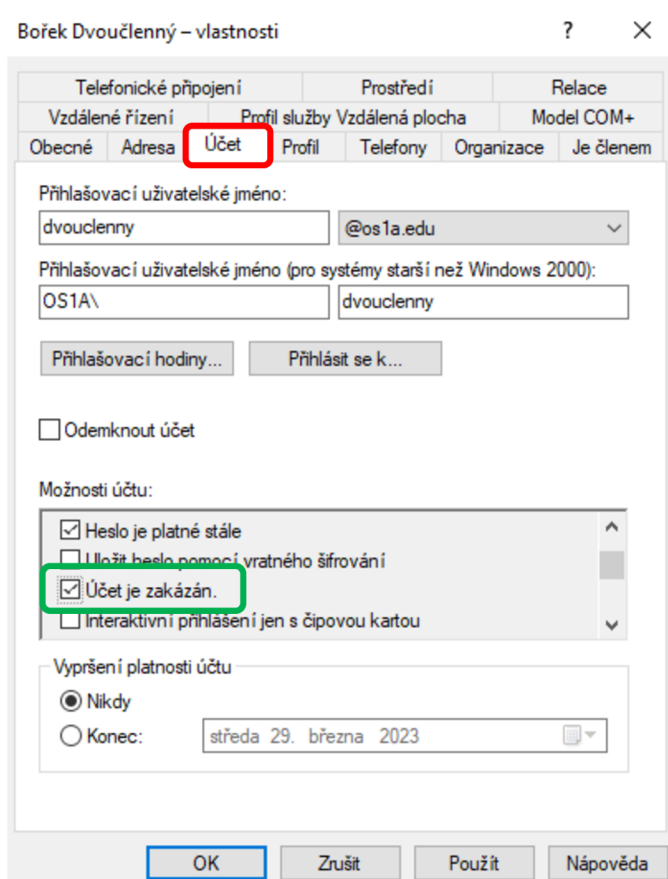 Bořek Dvoučlenný – vlastnosti ? ×
Telefonické připojení Prostředí Relace
Vzdálené řízení Profil služby Vzdálená plocha Model COM+
Obecné Adresa Účet Profil Telefony Organizace Je členem
Přihlašovací uživatelské jméno:
dvouclenny @os1a.edu
Přihlašovací uživatelské jméno (pro systémy starší než Windows 2000):
OS1A\ dvouclenny
Přihlašovací hodiny... Přihlásit se k...
Odemknout účet
Možnosti účtu:
Heslo je platné stále
Uložit heslo pomocí vratného šifrování
Účet je zakázán.
Interaktivní přihlášení jen s čipovou kartou
Vypršení platnosti účtu
Nikdy
Konec: středa 29. března 2023
OK Zrušit Použít Nápověda